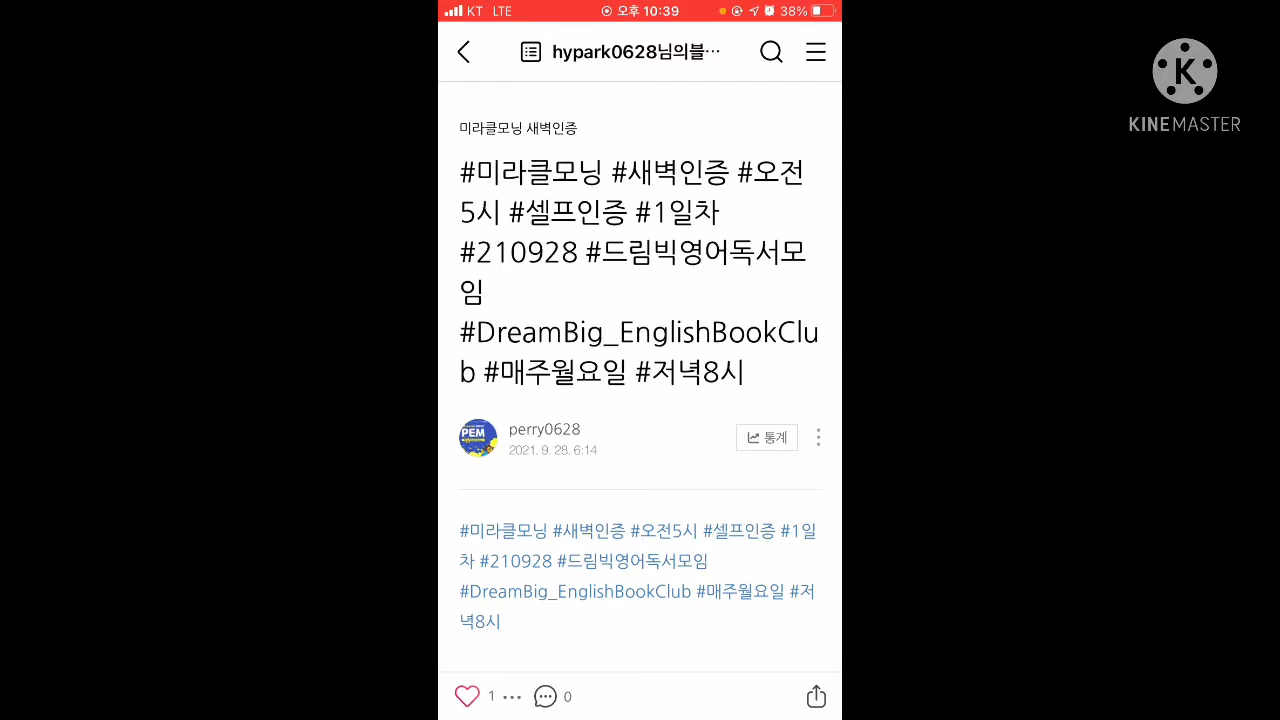 KT LTE 오후 10:39 38%
hypark0628님의블…
K
KINEMASTER
미라클모닝 새벽인증
#미라클모닝 #새벽인증 #오전
5시 #셀프인증 #1일차
#210928 #드림빅영어독서모
임
#DreamBig_EnglishBookClu
b #매주월요일 #저녁8시
PEM
perry0628
2021. 9. 28. 6:14
통계
#미라클모닝 #새벽인증 #오전5시 #셀프인증 #1일
차 #210928 #드림빅영어독서모임
#DreamBig_EnglishBookClub #매주월요일 #저
녁8시
1 0